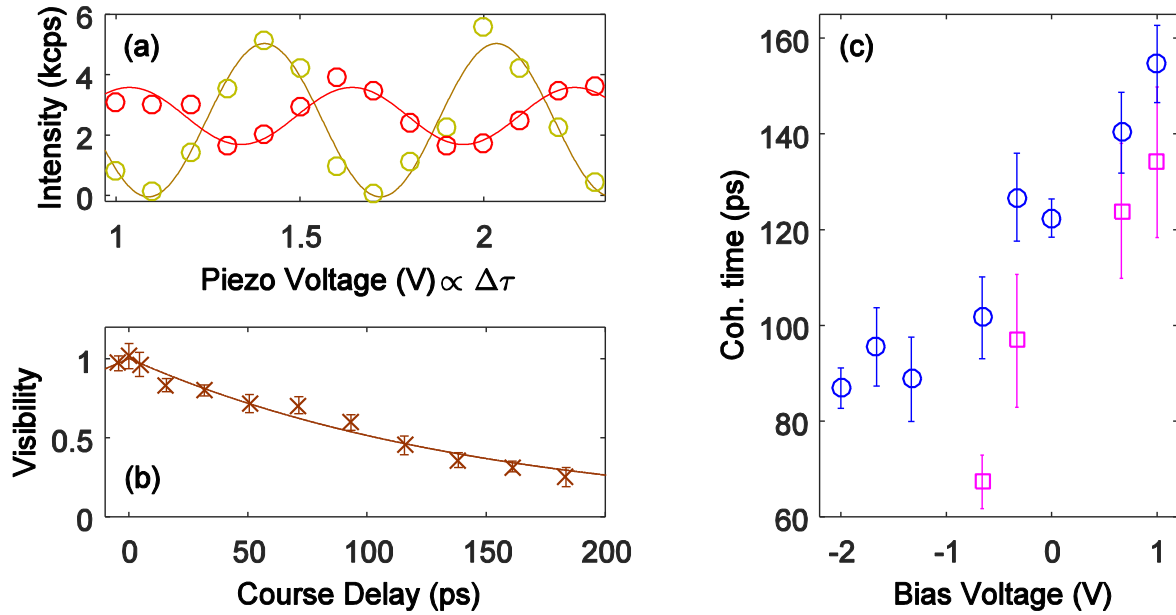 (a)
Intensity (kcps)
6
4
2
0
1
1.5
2
Piezo Voltage (V) ∝ Δτ
(b)
Visibility
1
0.5
0
0
50
100
150
200
Course Delay (ps)
(c)
Coh. time (ps)
160
140
120
100
80
60
-2
-1
0
1
Bias Voltage (V)